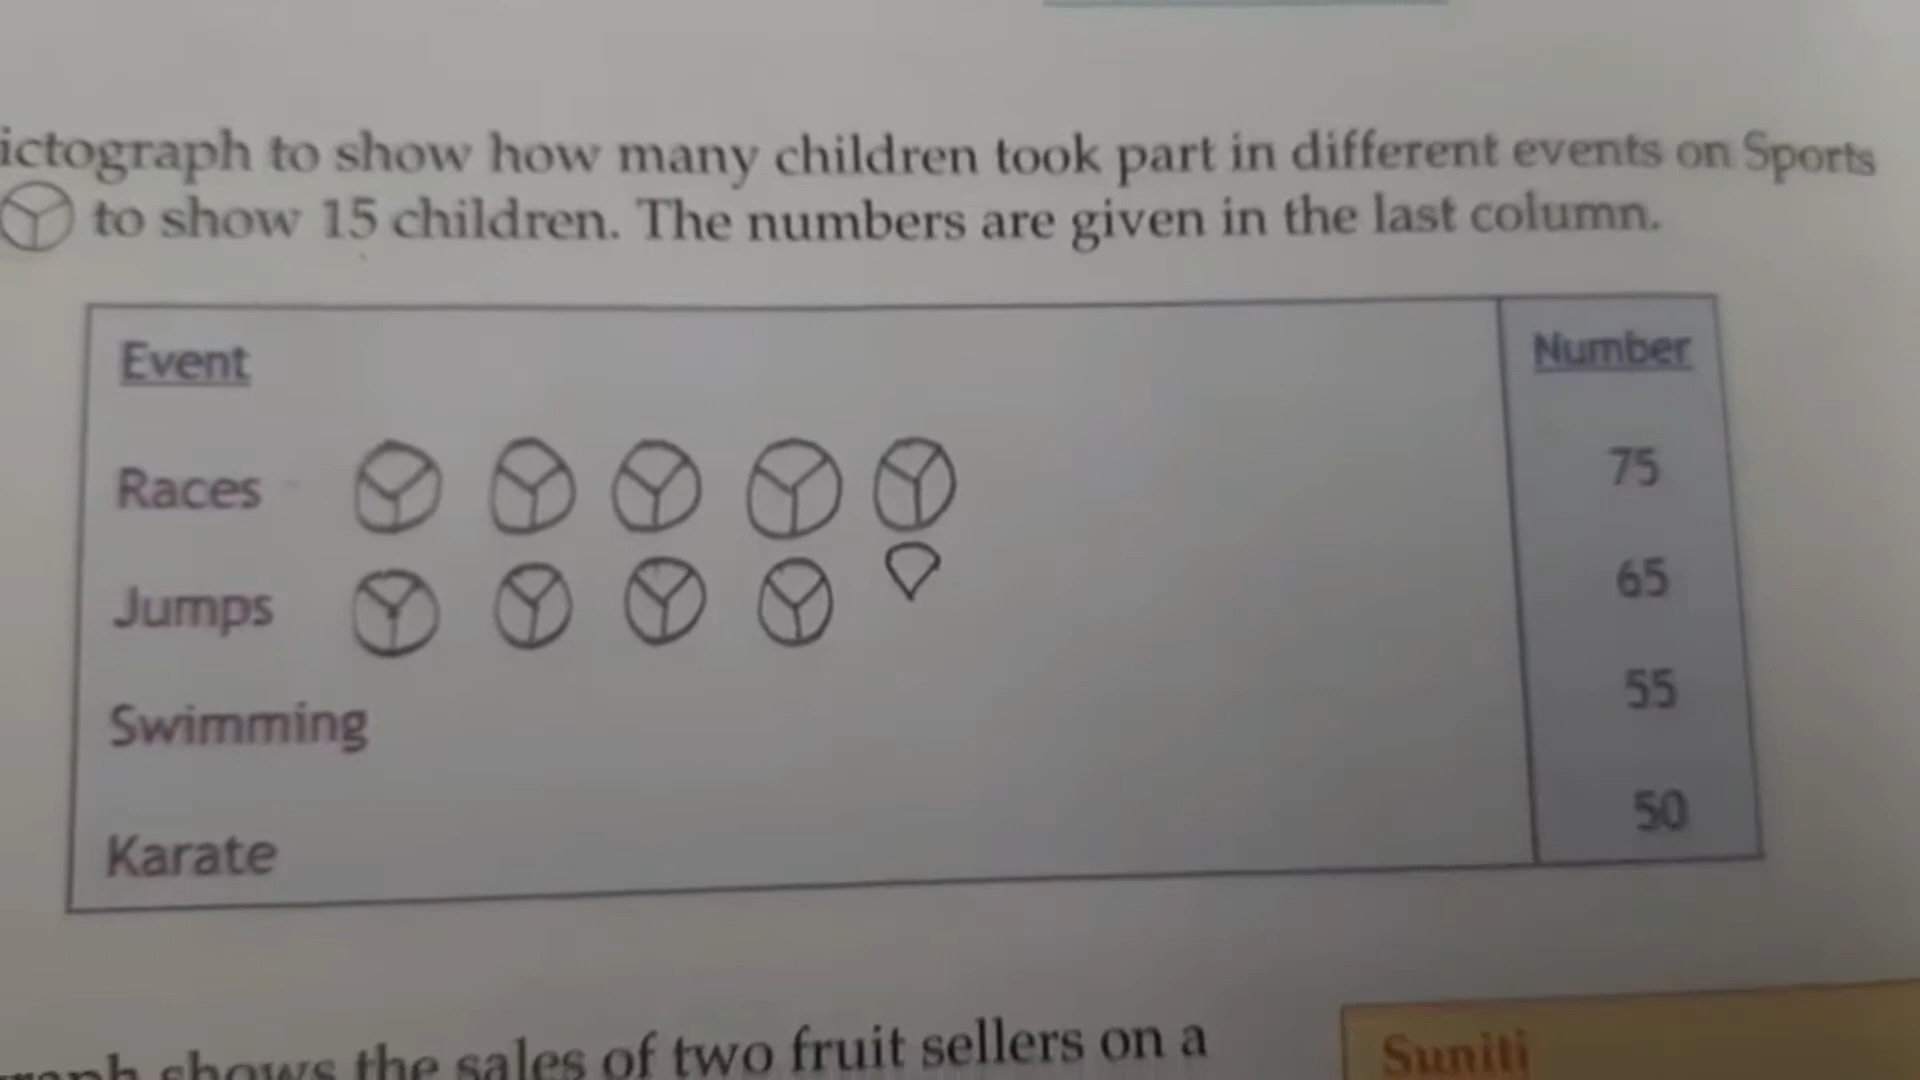 ictograph to show how many children took part in different events on Sports
to show 15 children. The numbers are given in the last column.
Event Number
Races 75
Jumps 65
Swimming 55
Karate 50
shows the sales of two fruit sellers on a
Suniti